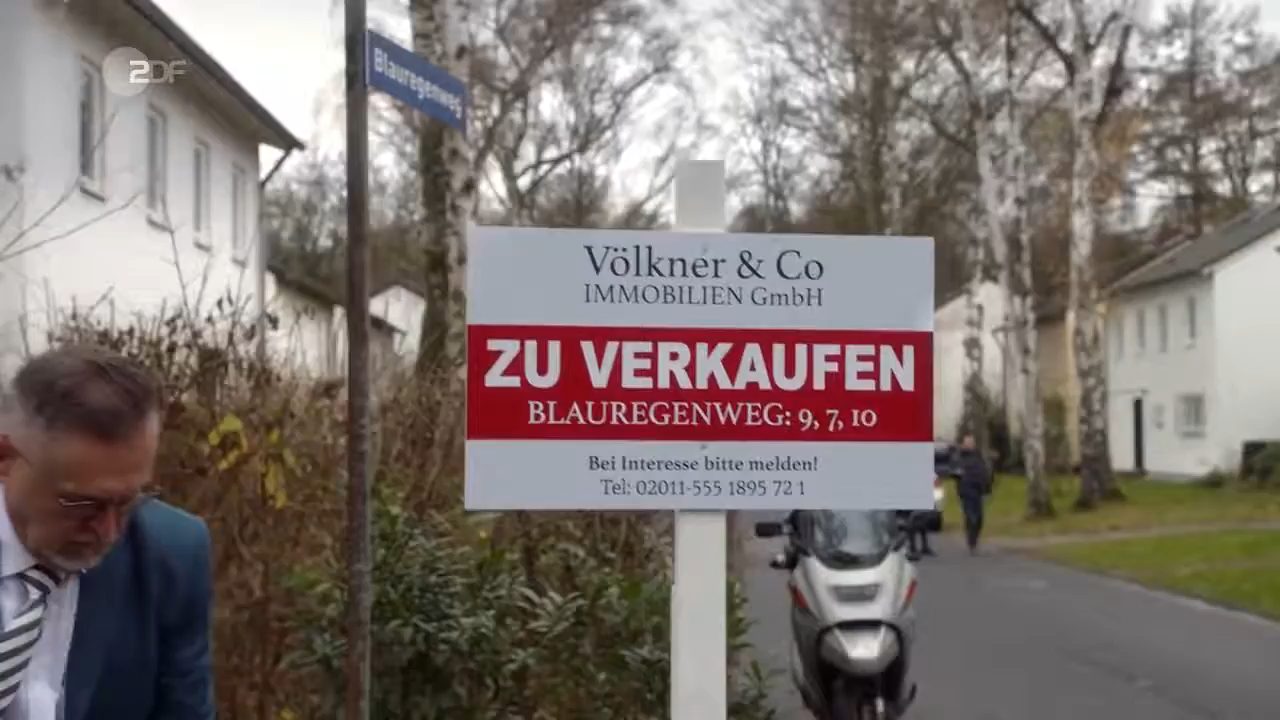 ZDF
Blauregenweg
Völkner & Co
IMMOBILIEN GmbH
ZU VERKAUFEN
BLAUREGENWEG: 9, 7, 10
Bei Interesse bitte melden!
Tel: 02011-555 1895 72 1